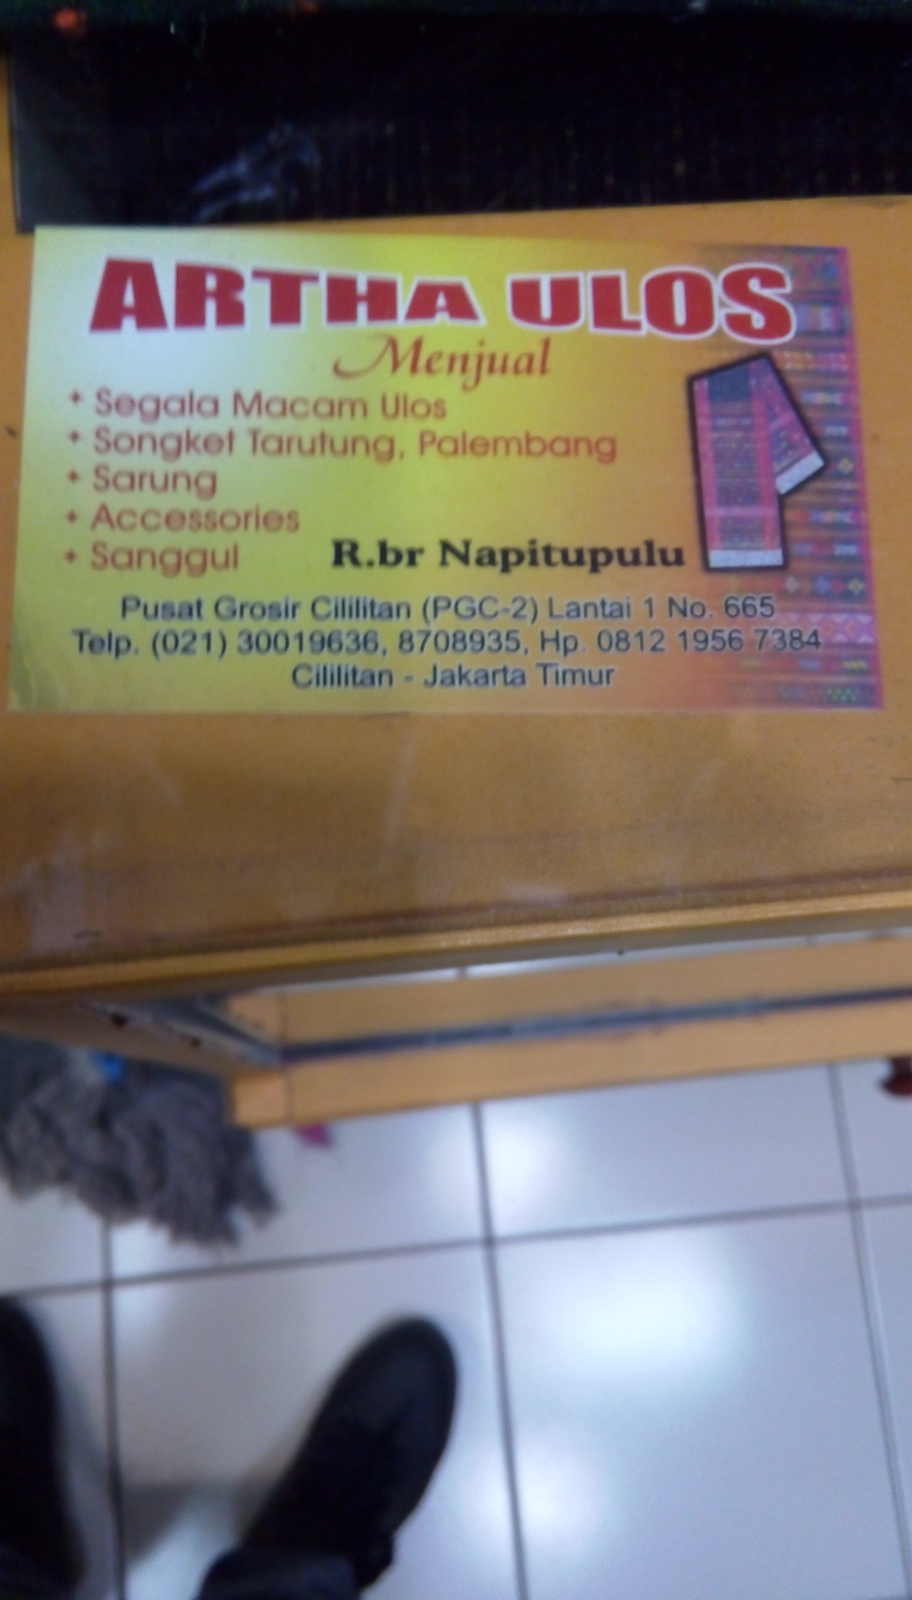 ARTHA ULOS
Menjual
+ Segala Macam Ulos
+ Songket Tarutung, Palembang
+ Sarung
+ Accessories
+ Sanggul
R.br Napitupulu
Pusat Grosir Cililitan (PGC-2) Lantai 1 No. 665
Telp. (021) 30019636, 8708935, Hp. 0812 1956 7384
Cililitan - Jakarta Timur